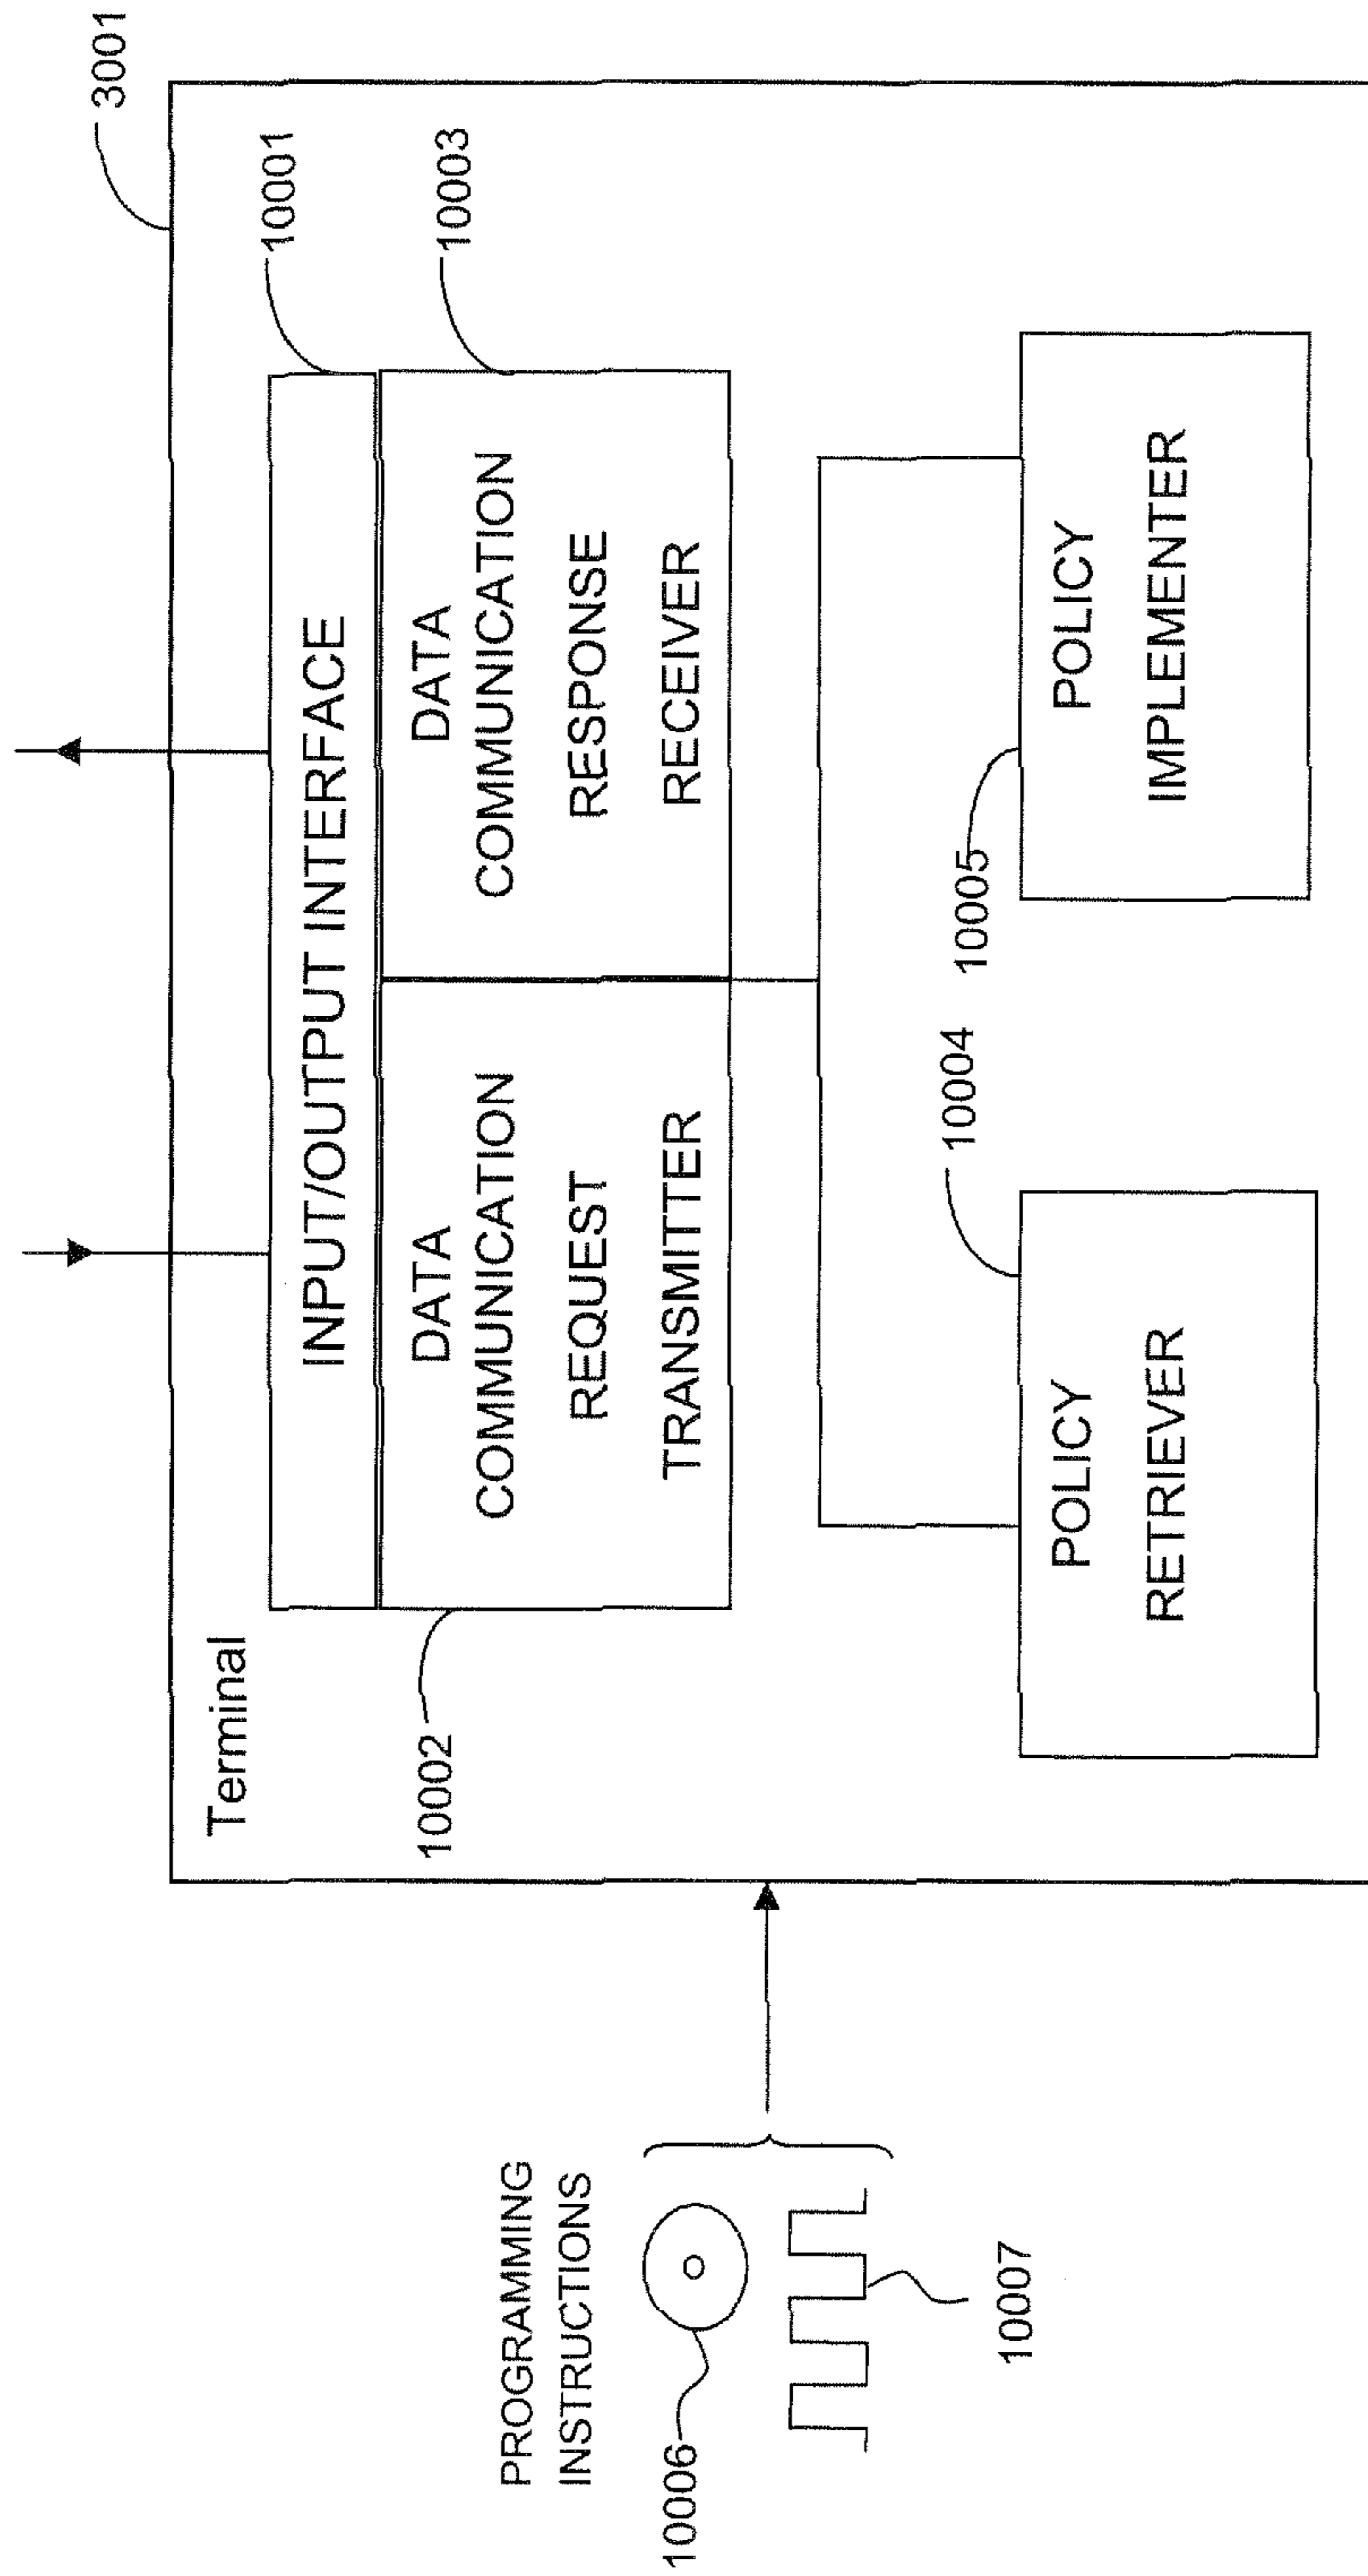 3001
Terminal
10001
INPUT/OUTPUT INTERFACE
10002
DATA
COMMUNICATION
REQUEST
TRANSMITTER
10003
DATA
COMMUNICATION
RESPONSE
RECEIVER
10004
POLICY
RETRIEVER
10005
POLICY
IMPLEMENTER
PROGRAMMING
INSTRUCTIONS
10006
10007